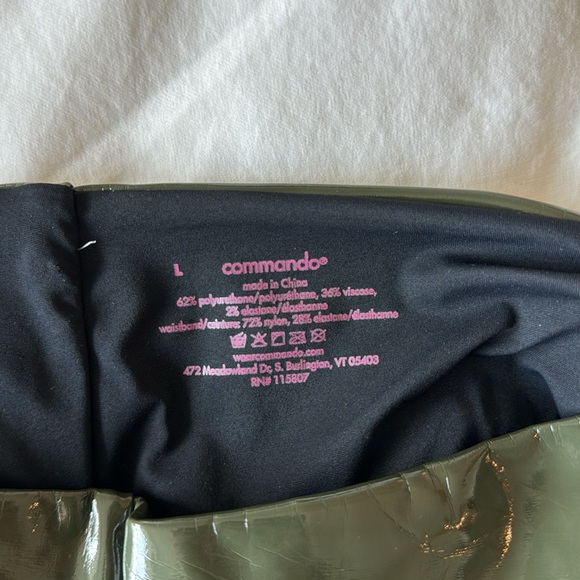 L commando®
made in China
62% polyurethane/polyuréthane, 36% viscose,
2% elastane/élasthanne
waistband/ceinture: 72% nylon, 28% elastane/élasthanne
wearcommando.com
472 Meadowland Dr, S. Burlington, VT 05403
RN# 115807